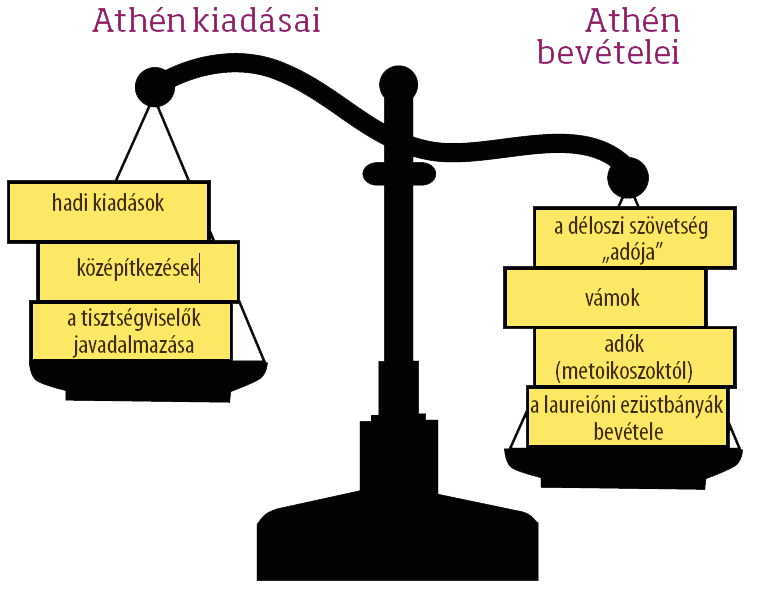 Athén kiadásai
Athén
bevételei
hadi kiadások
középítkezések
a tisztségviselők
javadalmazása
a déloszi szövetség
„adója”
vámok
adók
(metoikoszoktól)
a laureióni ezüstbányák
bevétele